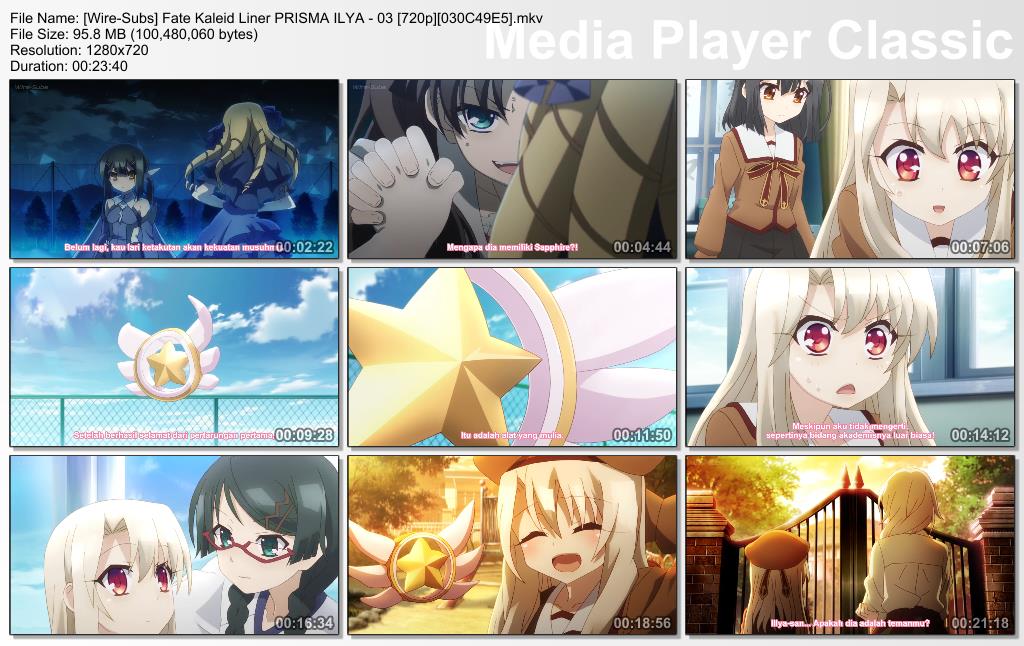 File Name: [Wire-Subs] Fate Kaleid Liner PRISMA ILYA - 03 [720p][030C49E5].mkv
File Size: 95.8 MB (100,480,060 bytes)
Resolution: 1280x720
Duration: 00:23:40
Media Player Classic
Wire-Subs
Belum lagi, kau lari ketakutan akan kekuatan musuhmu
00:02:22
Wire-Subs
Mengapa dia memiliki Sapphire?!
00:04:44
00:07:06
Setelah berhasil selamat dari pertarungan pertama,
00:09:28
Itu adalah alat yang mulia.
00:11:50
Meskipun aku tidak mengerti,
sepertinya bidang akademisnya luar biasa!
00:14:12
00:16:34
00:18:56
Illya-san... Apakah dia adalah temanmu?
00:21:18